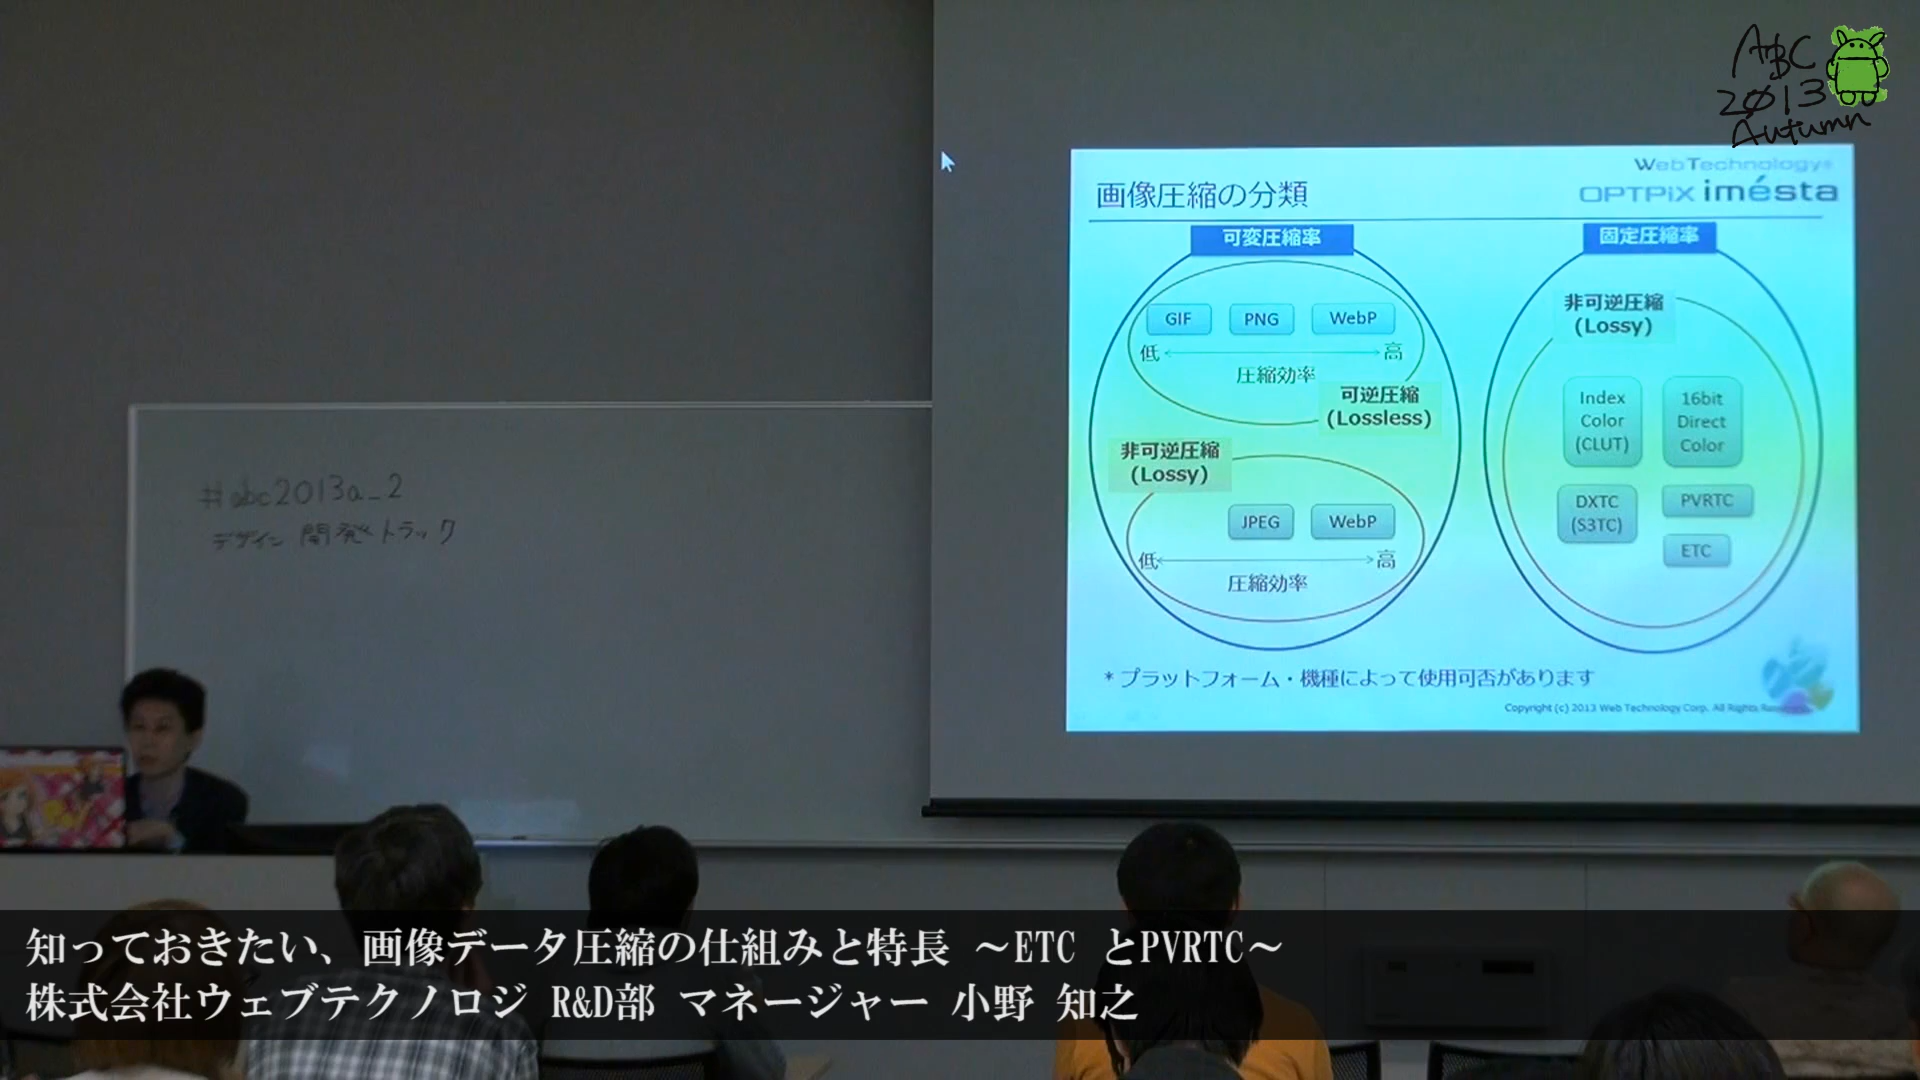 ABC
2013
Autumn
WebTechnology
OPTPiX imésta
画像圧縮の分類
可変圧縮率
GIF PNG WebP
低 高
圧縮効率
可逆圧縮
(Lossless)
非可逆圧縮
(Lossy)
JPEG WebP
低 高
圧縮効率
固定圧縮率
非可逆圧縮
(Lossy)
Index
Color
(CLUT)
16bit
Direct
Color
DXTC
(S3TC)
PVRTC
ETC
* プラットフォーム・機種によって使用可否があります
Copyright (c) 2013 Web Technology Corp. All Rights
#abc2013a_2
デザイン 開発トラック
知っておきたい、画像データ圧縮の仕組みと特長 ～ETC とPVRTC～
株式会社ウェブテクノロジ R&D部 マネージャー 小野 知之